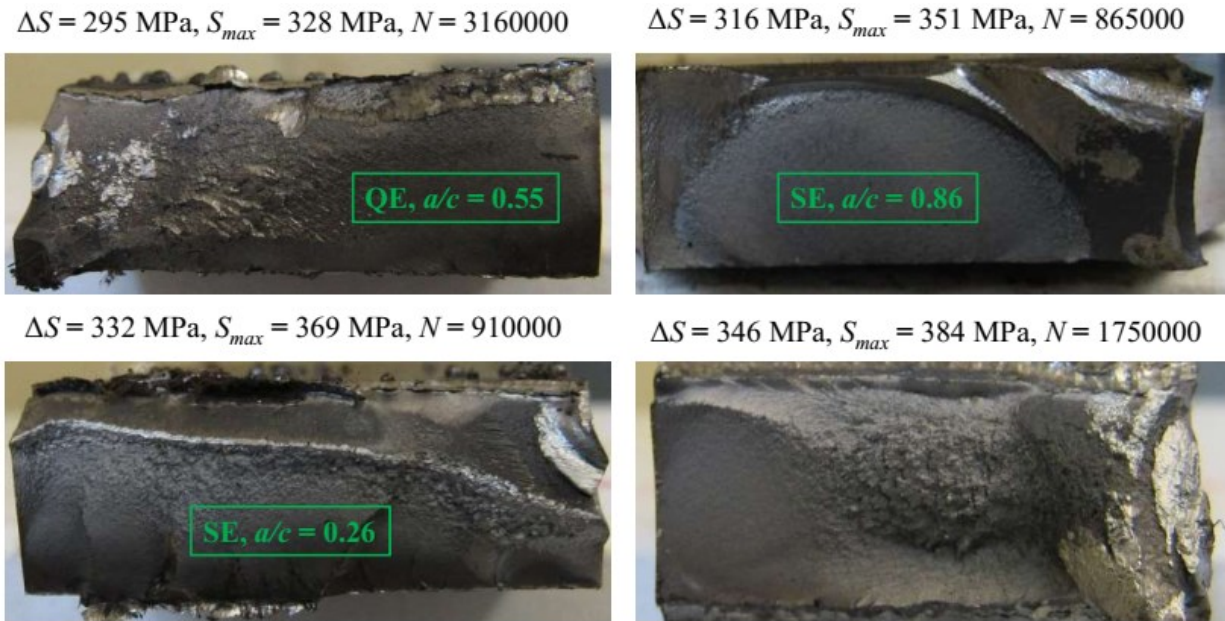 ΔS = 295 MPa, Smax = 328 MPa, N = 3160000
ΔS = 316 MPa, Smax = 351 MPa, N = 865000
QE, a/c = 0.55
SE, a/c = 0.86
ΔS = 332 MPa, Smax = 369 MPa, N = 910000
ΔS = 346 MPa, Smax = 384 MPa, N = 1750000
SE, a/c = 0.26